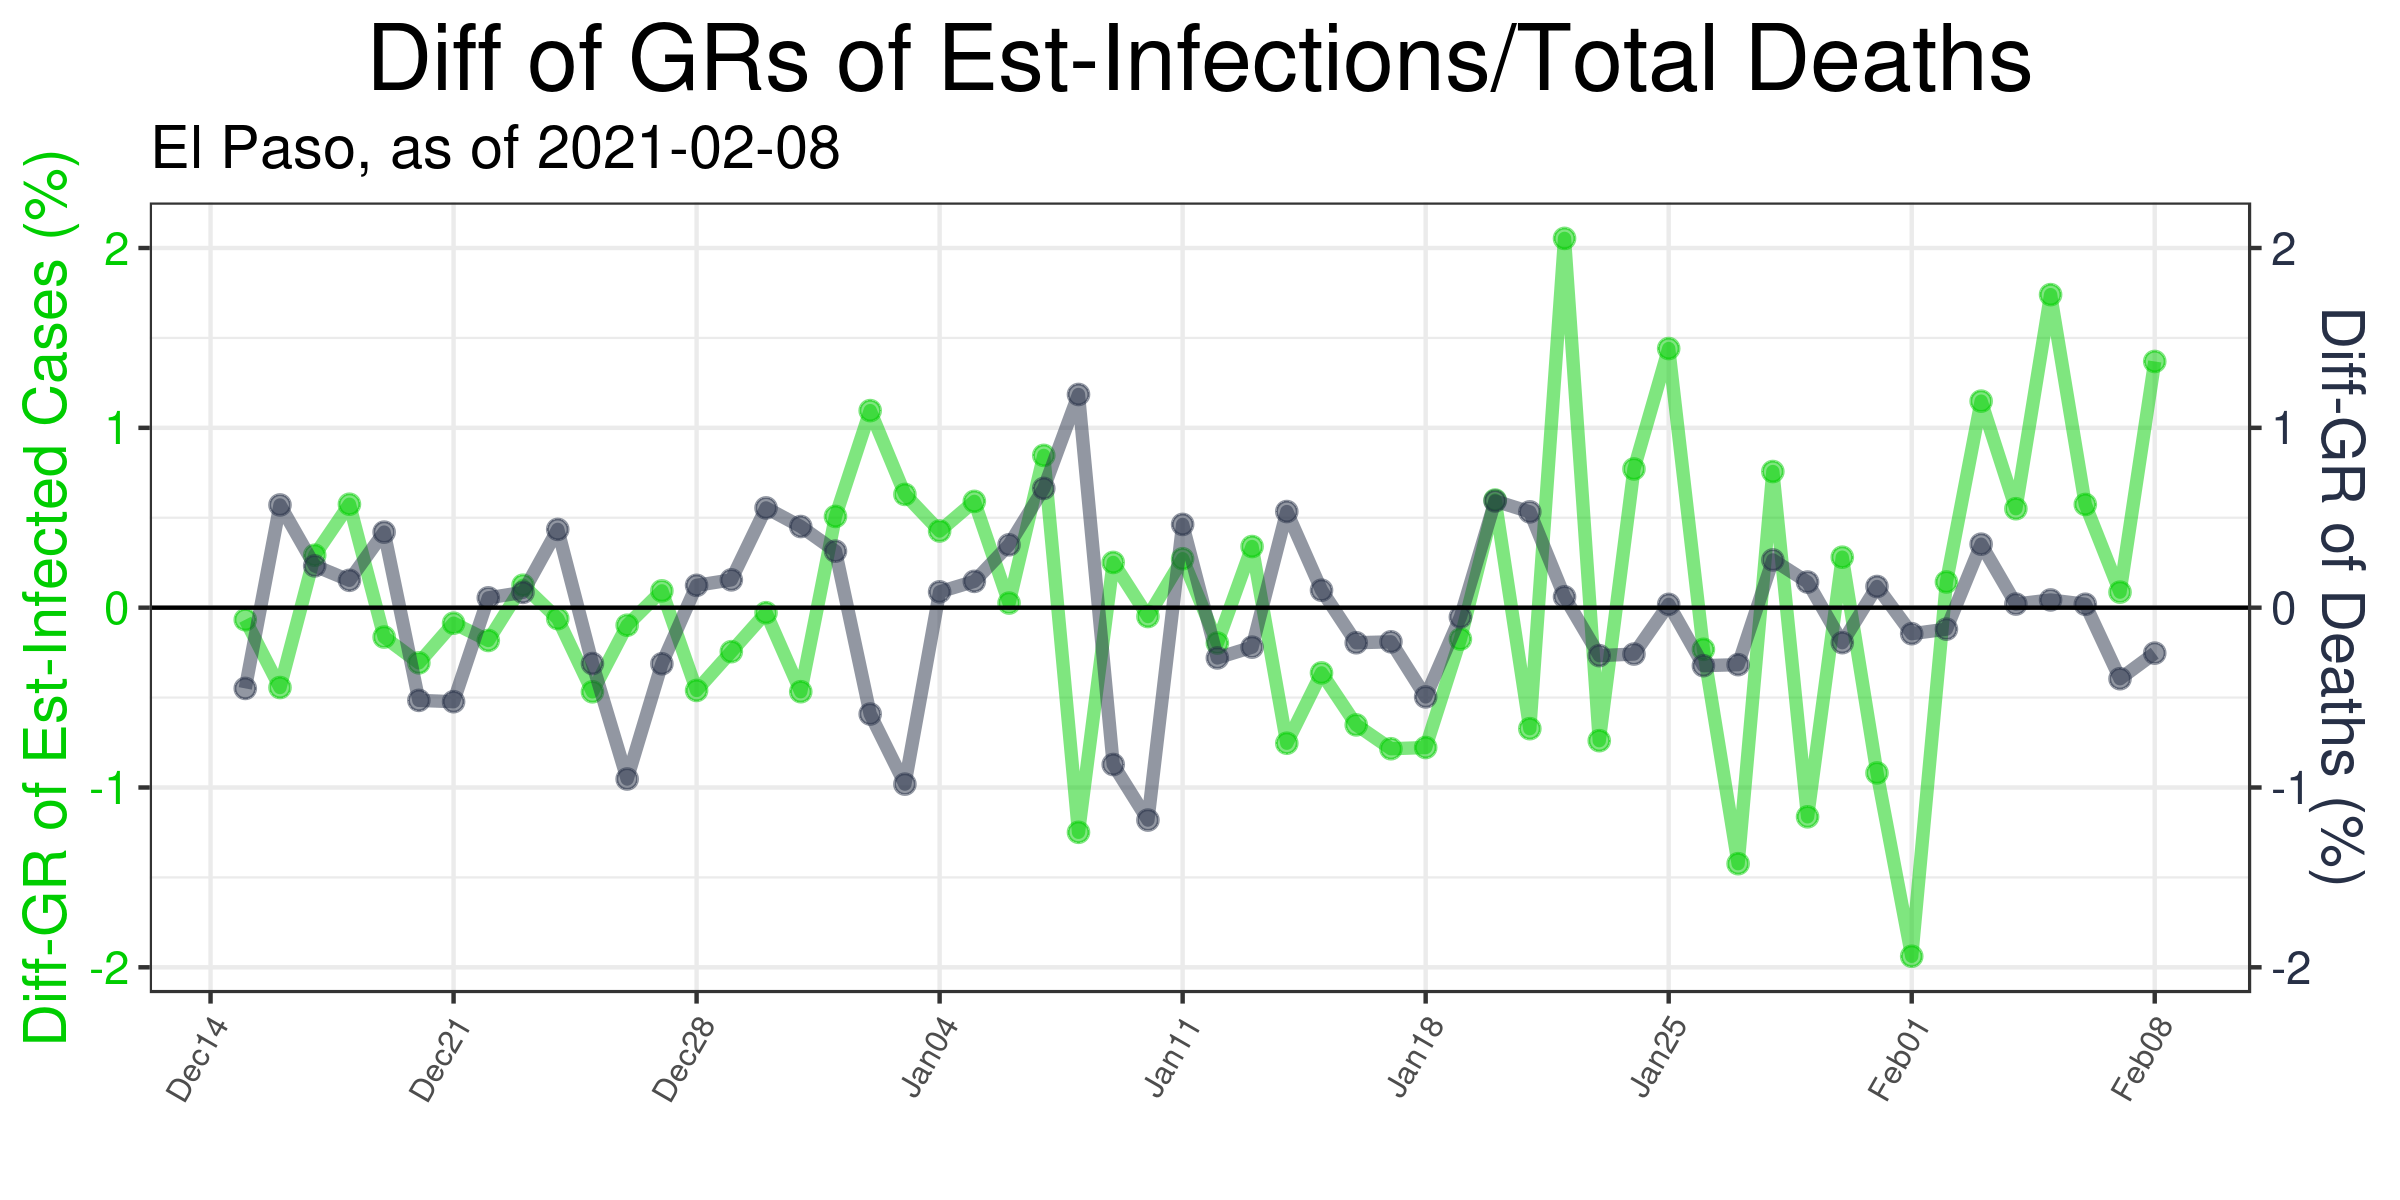 Diff of GRs of Est-Infections/Total Deaths
El Paso, as of 2021-02-08
Diff-GR of Est-Infected Cases (%)
2
1
0
-1
-2
2
1
0
-1
-2
Diff-GR of Deaths (%)
Dec14
Dec21
Dec28
Jan04
Jan11
Jan18
Jan25
Feb01
Feb08